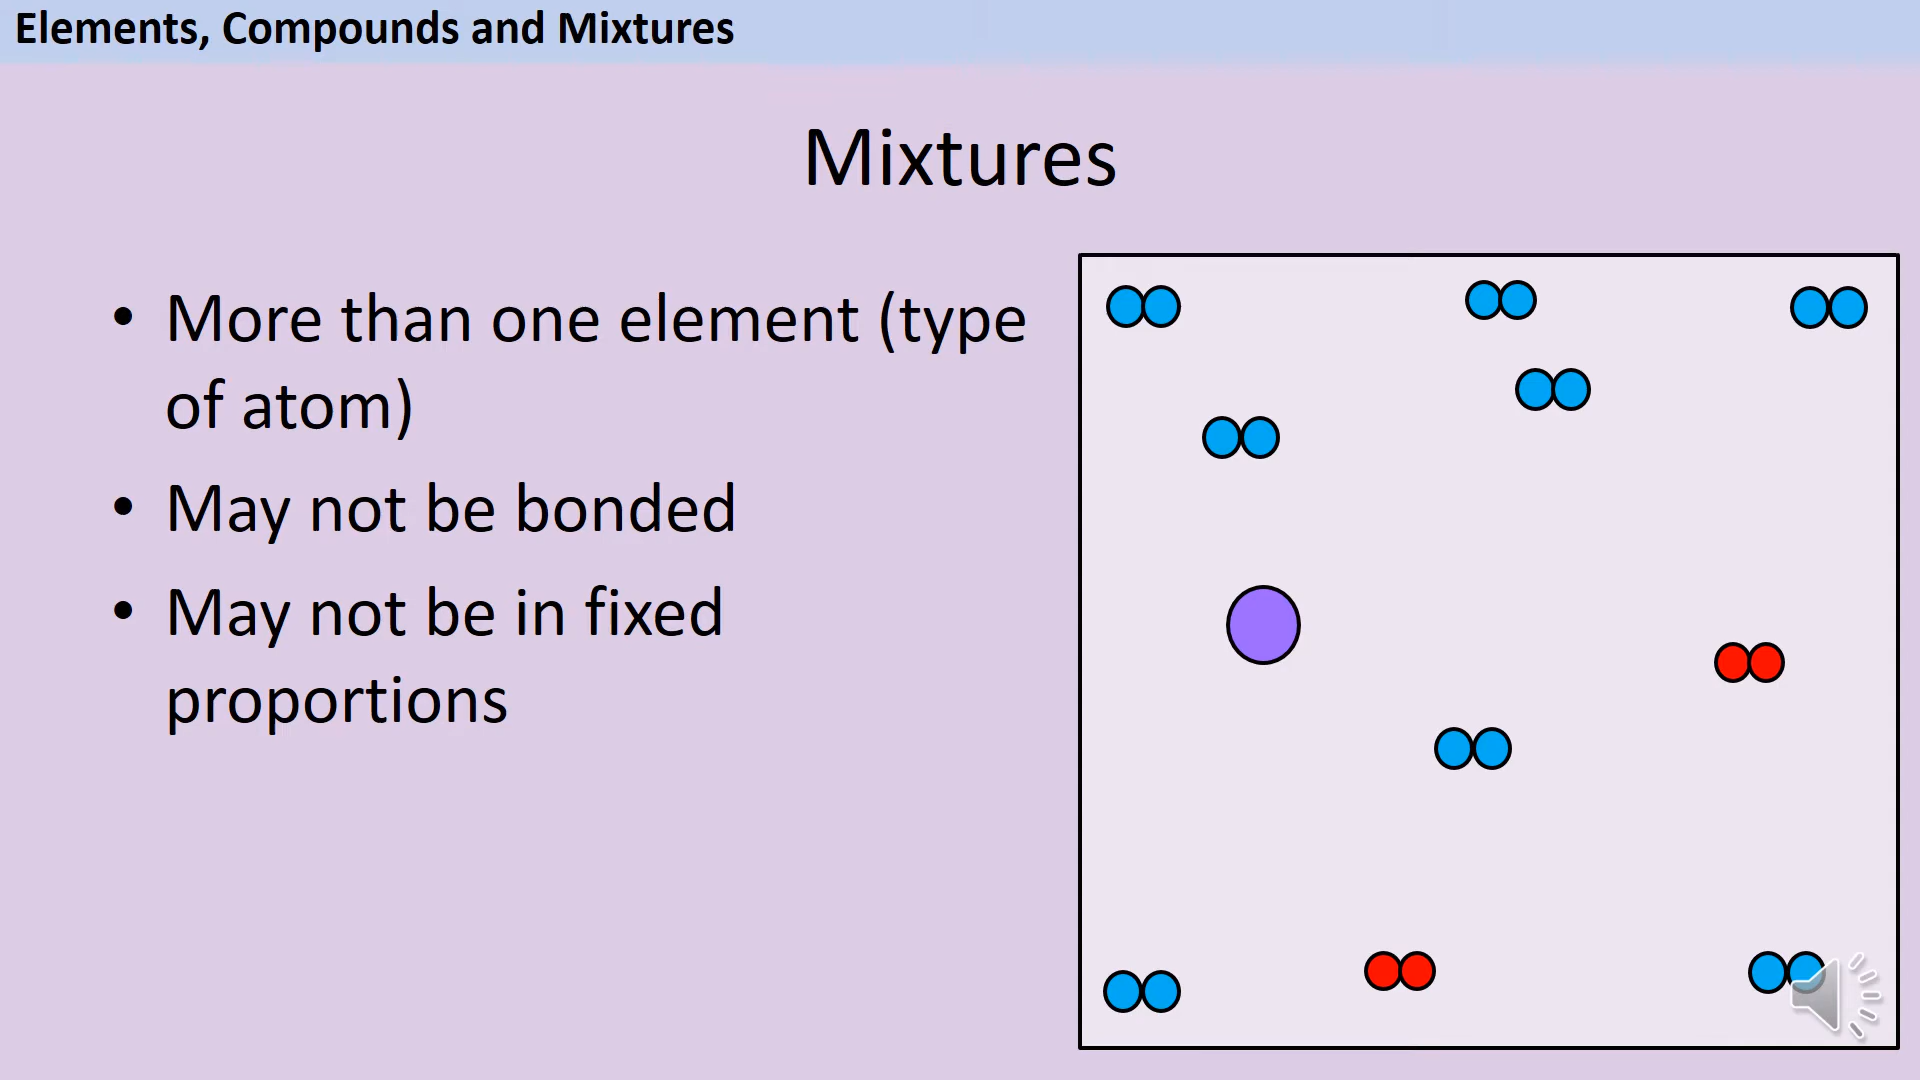 Elements, Compounds and Mixtures
Mixtures
• More than one element (type
of atom)
• May not be bonded
• May not be in fixed
proportions